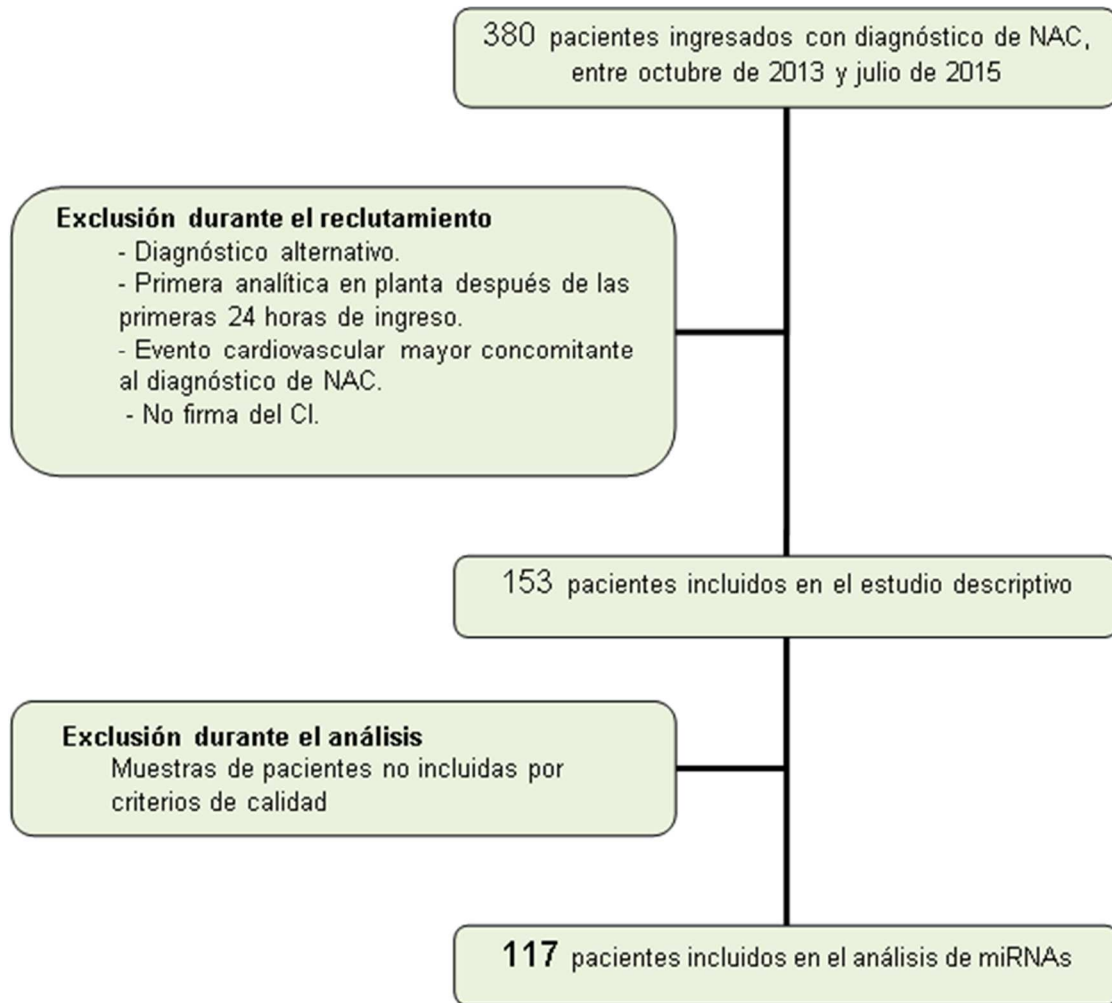 380 pacientes ingresados con diagnóstico de NAC,
entre octubre de 2013 y julio de 2015
Exclusión durante el reclutamiento
- Diagnóstico alternativo.
- Primera analítica en planta después de las
primeras 24 horas de ingreso.
- Evento cardiovascular mayor concomitante
al diagnóstico de NAC.
- No firma del CI.
153 pacientes incluidos en el estudio descriptivo
Exclusión durante el análisis
Muestras de pacientes no incluidas por
criterios de calidad
117 pacientes incluidos en el análisis de miRNAs